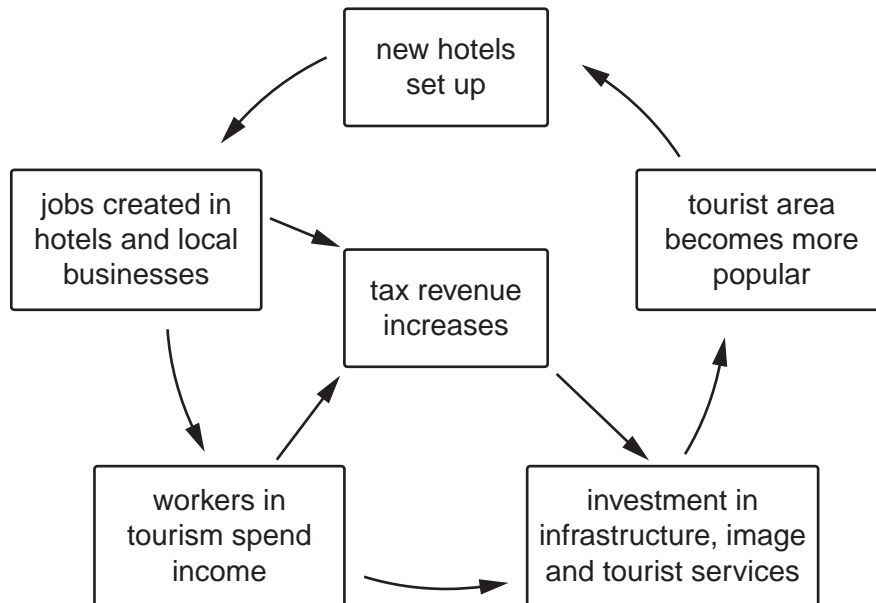 new hotels
set up
jobs created in
hotels and local
businesses
tourist area
becomes more
popular
tax revenue
increases
workers in
tourism spend
income
investment in
infrastructure, image
and tourist services